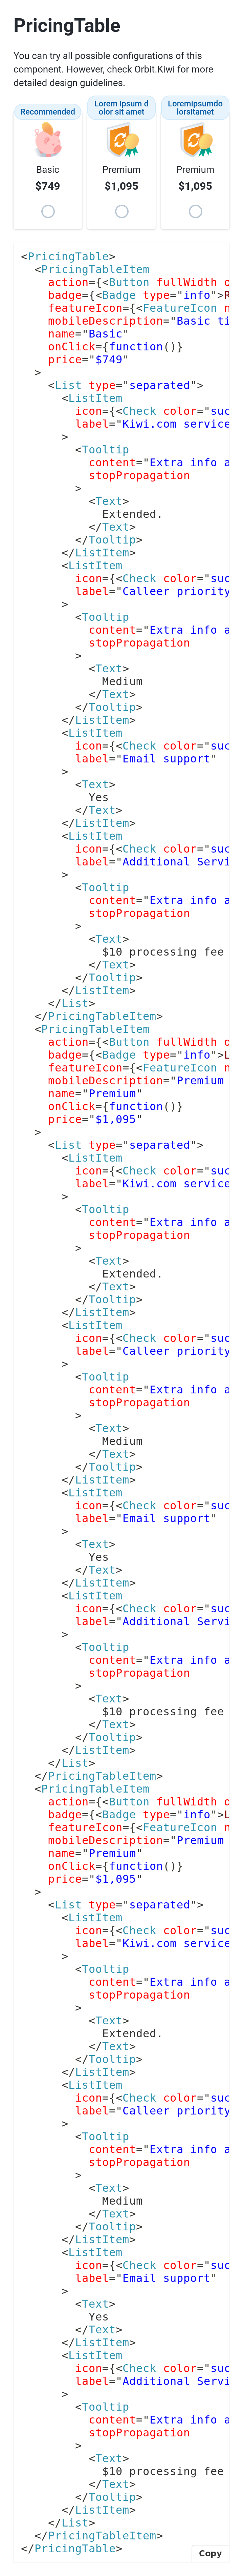 PricingTable
You can try all possible configurations of this
component. However, check Orbit.Kiwi for more
detailed design guidelines.
Recommended
Lorem ipsum d
olor sit amet
Loremipsumdo
lorsitamet
Basic
Premium
Premium
$749
$1,095
$1,095
<PricingTable>
<PricingTableItem
action={<Button fullWidth
badge={<Badge type="info">R
featureIcon={<FeatureIcon
mobileDescription="Basic ti
name="Basic"
onClick={function()}
price="$749"
>
<List type="separated">
<ListItem
icon={<Check color="suc
label="Kiwi.com service
>
<Tooltip
content="Extra info a
stopPropagation
>
<Text>
Extended.
</Text>
</Tooltip>
</ListItem>
<ListItem
icon={<Check color="suc
label="Calleer priority
>
<Tooltip
content="Extra info a
stopPropagation
>
<Text>
Medium
</Text>
</Tooltip>
</ListItem>
<ListItem
icon={<Check color="suc
label="Email support"
>
<Text>
Yes
</Text>
</ListItem>
<ListItem
icon={<Check color="suc
label="Additional Servi
>
<Tooltip
content="Extra info a
stopPropagation
>
<Text>
$10 processing fee
</Text>
</Tooltip>
</ListItem>
</List>
</PricingTableItem>
<PricingTableItem
action={<Button fullWidth
badge={<Badge type="info">L
featureIcon={<FeatureIcon
mobileDescription="Premium
name="Premium"
onClick={function()}
price="$1,095"
>
<List type="separated">
<ListItem
icon={<Check color="suc
label="Kiwi.com service
>
<Tooltip
content="Extra info a
stopPropagation
>
<Text>
Extended.
</Text>
</Tooltip>
</ListItem>
<ListItem
icon={<Check color="suc
label="Calleer priority
>
<Tooltip
content="Extra info a
stopPropagation
>
<Text>
Medium
</Text>
</Tooltip>
</ListItem>
<ListItem
icon={<Check color="suc
label="Email support"
>
<Text>
Yes
</Text>
</ListItem>
<ListItem
icon={<Check color="suc
label="Additional Servi
>
<Tooltip
content="Extra info a
stopPropagation
>
<Text>
$10 processing fee
</Text>
</Tooltip>
</ListItem>
</List>
</PricingTableItem>
<PricingTableItem
action={<Button fullWidth
badge={<Badge type="info">L
featureIcon={<FeatureIcon
mobileDescription="Premium
name="Premium"
onClick={function()}
price="$1,095"
>
<List type="separated">
<ListItem
icon={<Check color="suc
label="Kiwi.com service
>
<Tooltip
content="Extra info a
stopPropagation
>
<Text>
Extended.
</Text>
</Tooltip>
</ListItem>
<ListItem
icon={<Check color="suc
label="Calleer priority
>
<Tooltip
content="Extra info a
stopPropagation
>
<Text>
Medium
</Text>
</Tooltip>
</ListItem>
<ListItem
icon={<Check color="suc
label="Email support"
>
<Text>
Yes
</Text>
</ListItem>
<ListItem
icon={<Check color="suc
label="Additional Servi
>
<Tooltip
content="Extra info a
stopPropagation
>
<Text>
$10 processing fee
</Text>
</Tooltip>
</ListItem>
</List>
</PricingTableItem>
</PricingTable>
Copy